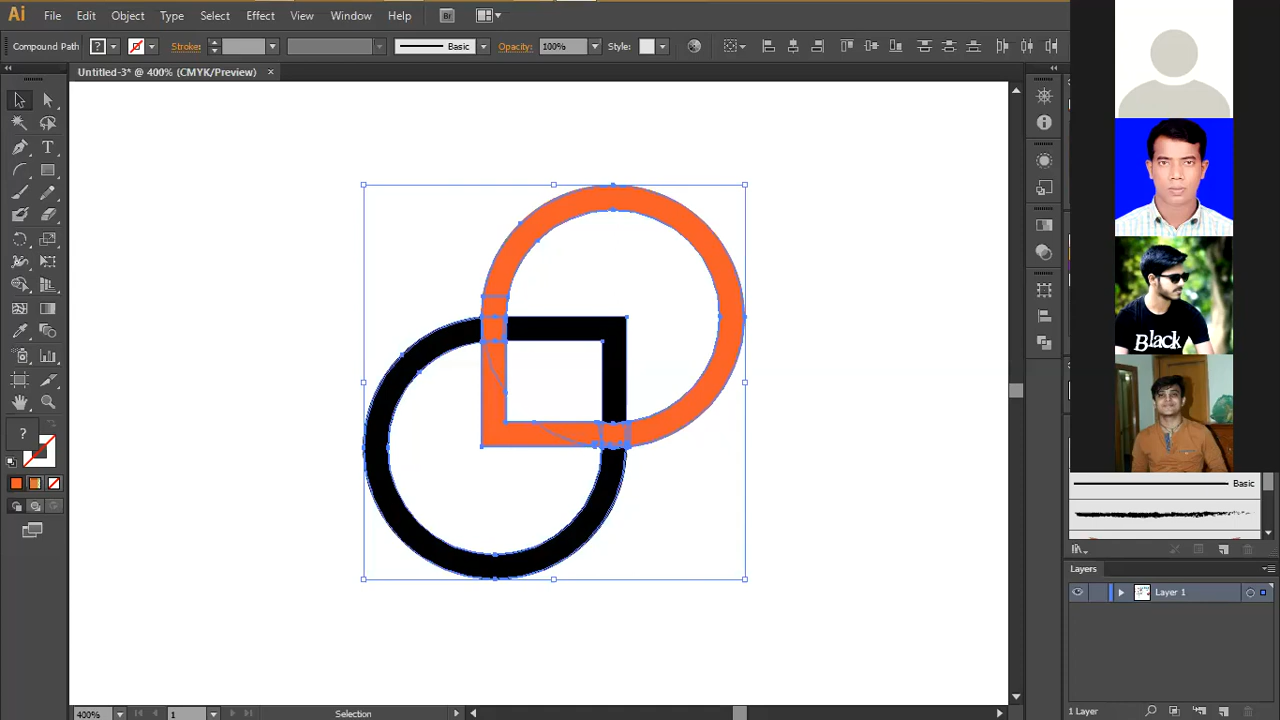 Ai File Edit Object Type Select Effect View Window Help Br
Compound Path ? Stroke: Basic Opacity: 100% Style:
Untitled-3* @ 400% (CMYK/Preview) ×
T
?
Black
Basic
Layers
Layer 1
1 Layer
400% 1 Selection